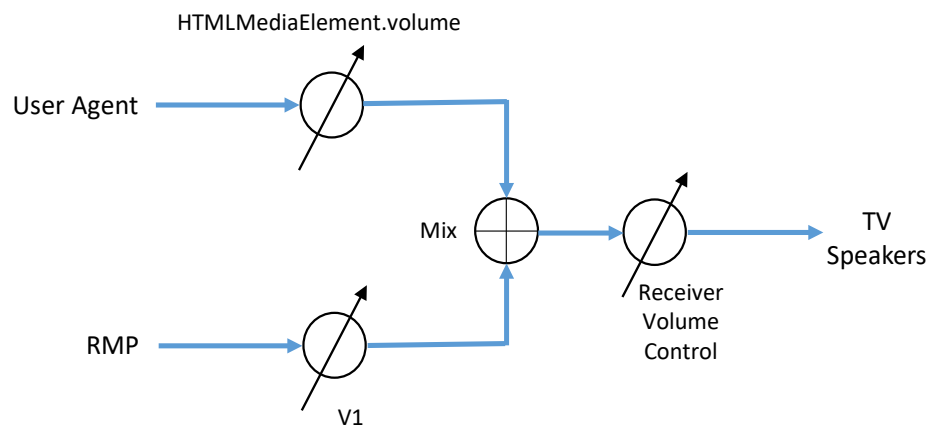 HTMLMediaElement.volume
User Agent
Mix
TV
Speakers
Receiver
Volume
Control
RMP
V1